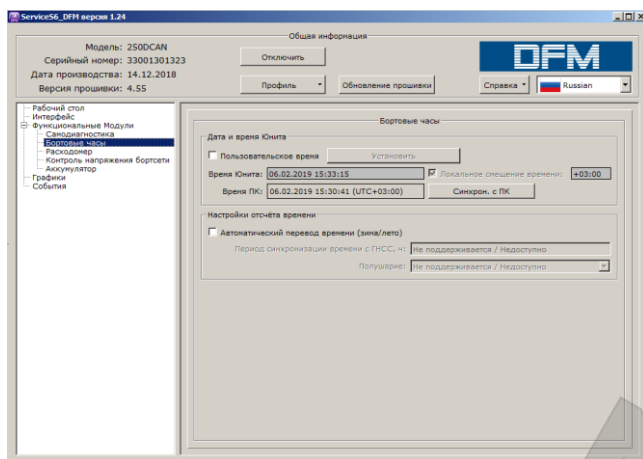 ServiceS6_DFM версия 1.24
Общая информация
Модель: 250DCAN
Серийный номер: 33001301323
Дата производства: 14.12.2018
Версия прошивки: 4.55
Отключить
Профиль
Обновление прошивки
DFM
Справка
Russian
Рабочий стол
Интерфейс
Функциональные Модули
Самодиагностика
Бортовые часы
Расходомер
Контроль напряжения бортсети
Аккумулятор
Графики
События
Бортовые часы
Дата и время Юнита
Пользовательское время
Установить
Время Юнита: 06.02.2019 15:33:15
Локальное смещение времени: +03:00
Время ПК: 06.02.2019 15:30:41 (UTC+03:00)
Синхрон. с ПК
Настройки отсчёта времени
Автоматический перевод времени (зима/лето)
Период синхронизации времени с ГНСС, ч: Не поддерживается / Недоступно
Полушарие: Не поддерживается / Недоступно